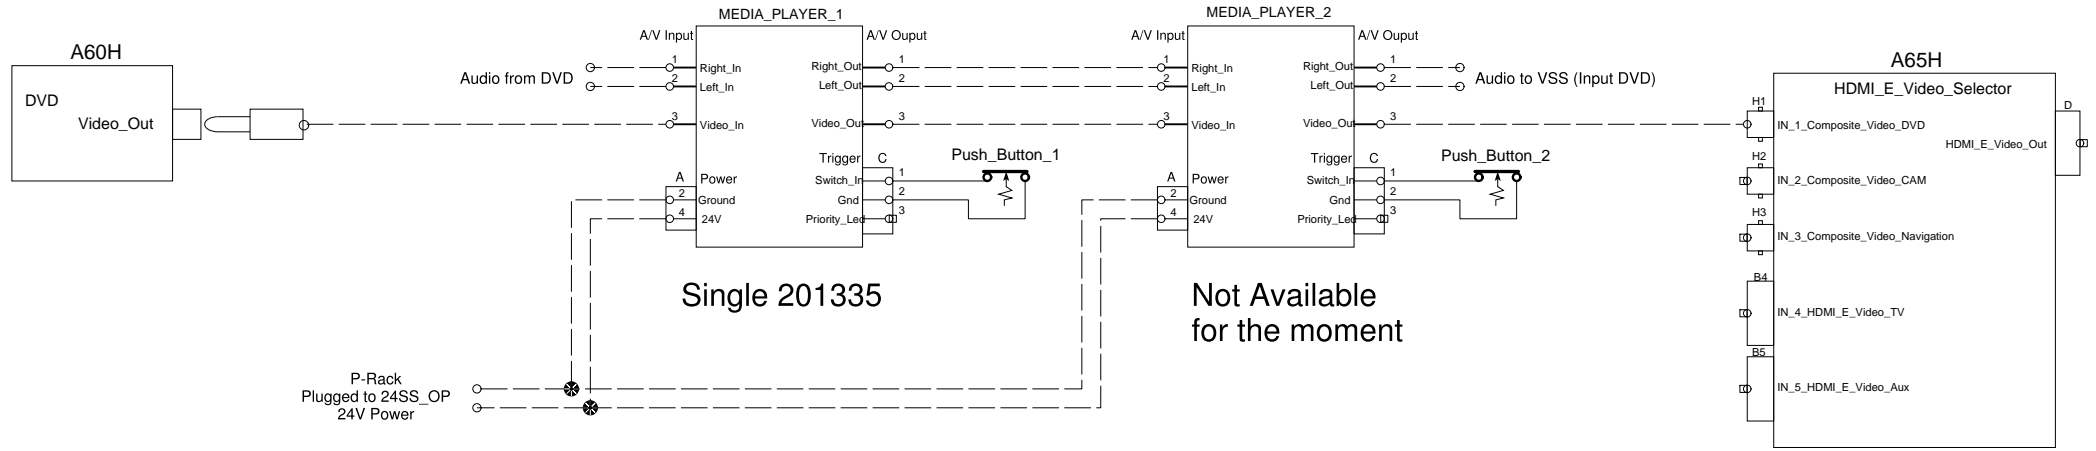 A60H
DVD
Video_Out
Audio from DVD
MEDIA_PLAYER_1
A/V Input
A/V Ouput
1
Right_In
2
Left_In
3
Video_In
Right_Out
1
Left_Out
2
Video_Out
3
Trigger
C
Switch_In
1
Gnd
2
Priority_Led
3
A
Power
2
Ground
4
24V
Push_Button_1
Single 201335
MEDIA_PLAYER_2
A/V Input
A/V Ouput
1
Right_In
2
Left_In
3
Video_In
Right_Out
1
Left_Out
2
Video_Out
3
Trigger
C
Switch_In
1
Gnd
2
Priority_Led
3
A
Power
2
Ground
4
24V
Push_Button_2
Not Available
for the moment
Audio to VSS (Input DVD)
P-Rack
Plugged to 24SS_OP
24V Power
A65H
HDMI_E_Video_Selector
H1
IN_1_Composite_Video_DVD
H2
IN_2_Composite_Video_CAM
H3
IN_3_Composite_Video_Navigation
B4
IN_4_HDMI_E_Video_TV
B5
IN_5_HDMI_E_Video_Aux
D
HDMI_E_Video_Out